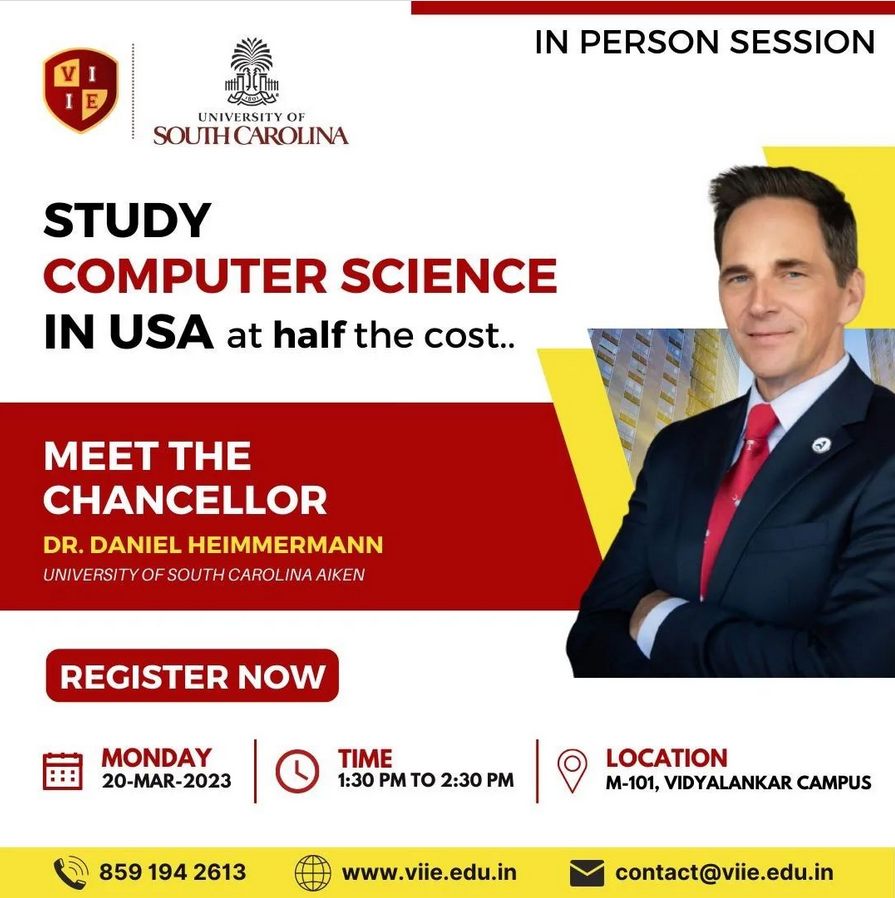 IN PERSON SESSION
V I
I E
1801
UNIVERSITY OF
SOUTH CAROLINA
STUDY
COMPUTER SCIENCE
IN USA at half the cost..
MEET THE
CHANCELLOR
DR. DANIEL HEIMMERMANN
UNIVERSITY OF SOUTH CAROLINA AIKEN
REGISTER NOW
MONDAY
20-MAR-2023
TIME
1:30 PM TO 2:30 PM
LOCATION
M-101, VIDYALANKAR CAMPUS
859 194 2613
www.viie.edu.in
contact@viie.edu.in